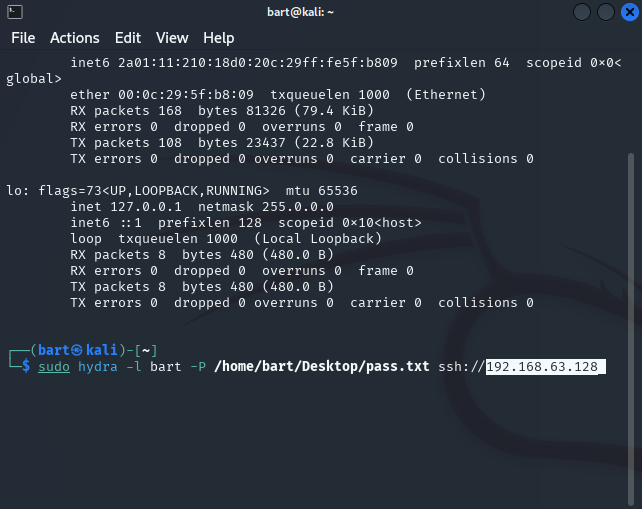 bart@kali: ~
File Actions Edit View Help
inet6 2a01:11:210:18d0:20c:29ff:fe5f:b809 prefixlen 64 scopeid 0×0<
global>
ether 00:0c:29:5f:b8:09 txqueuelen 1000 (Ethernet)
RX packets 168 bytes 81326 (79.4 KiB)
RX errors 0 dropped 0 overruns 0 frame 0
TX packets 108 bytes 23437 (22.8 KiB)
TX errors 0 dropped 0 overruns 0 carrier 0 collisions 0
lo: flags=73<UP,LOOPBACK,RUNNING> mtu 65536
inet 127.0.0.1 netmask 255.0.0.0
inet6 ::1 prefixlen 128 scopeid 0×10<host>
loop txqueuelen 1000 (Local Loopback)
RX packets 8 bytes 480 (480.0 B)
RX errors 0 dropped 0 overruns 0 frame 0
TX packets 8 bytes 480 (480.0 B)
TX errors 0 dropped 0 overruns 0 carrier 0 collisions 0
┌──(bart㉿kali)-[~]
└─$ sudo hydra -l bart -P /home/bart/Desktop/pass.txt ssh://192.168.63.128